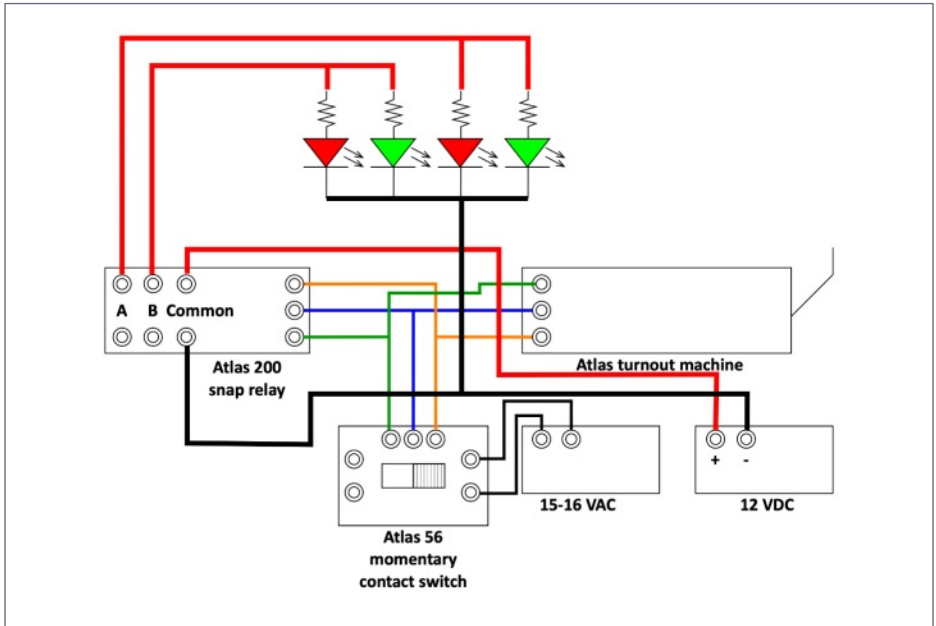 A B Common
Atlas 200
snap relay
Atlas turnout machine
+ -
15-16 VAC
12 VDC
Atlas 56
momentary
contact switch